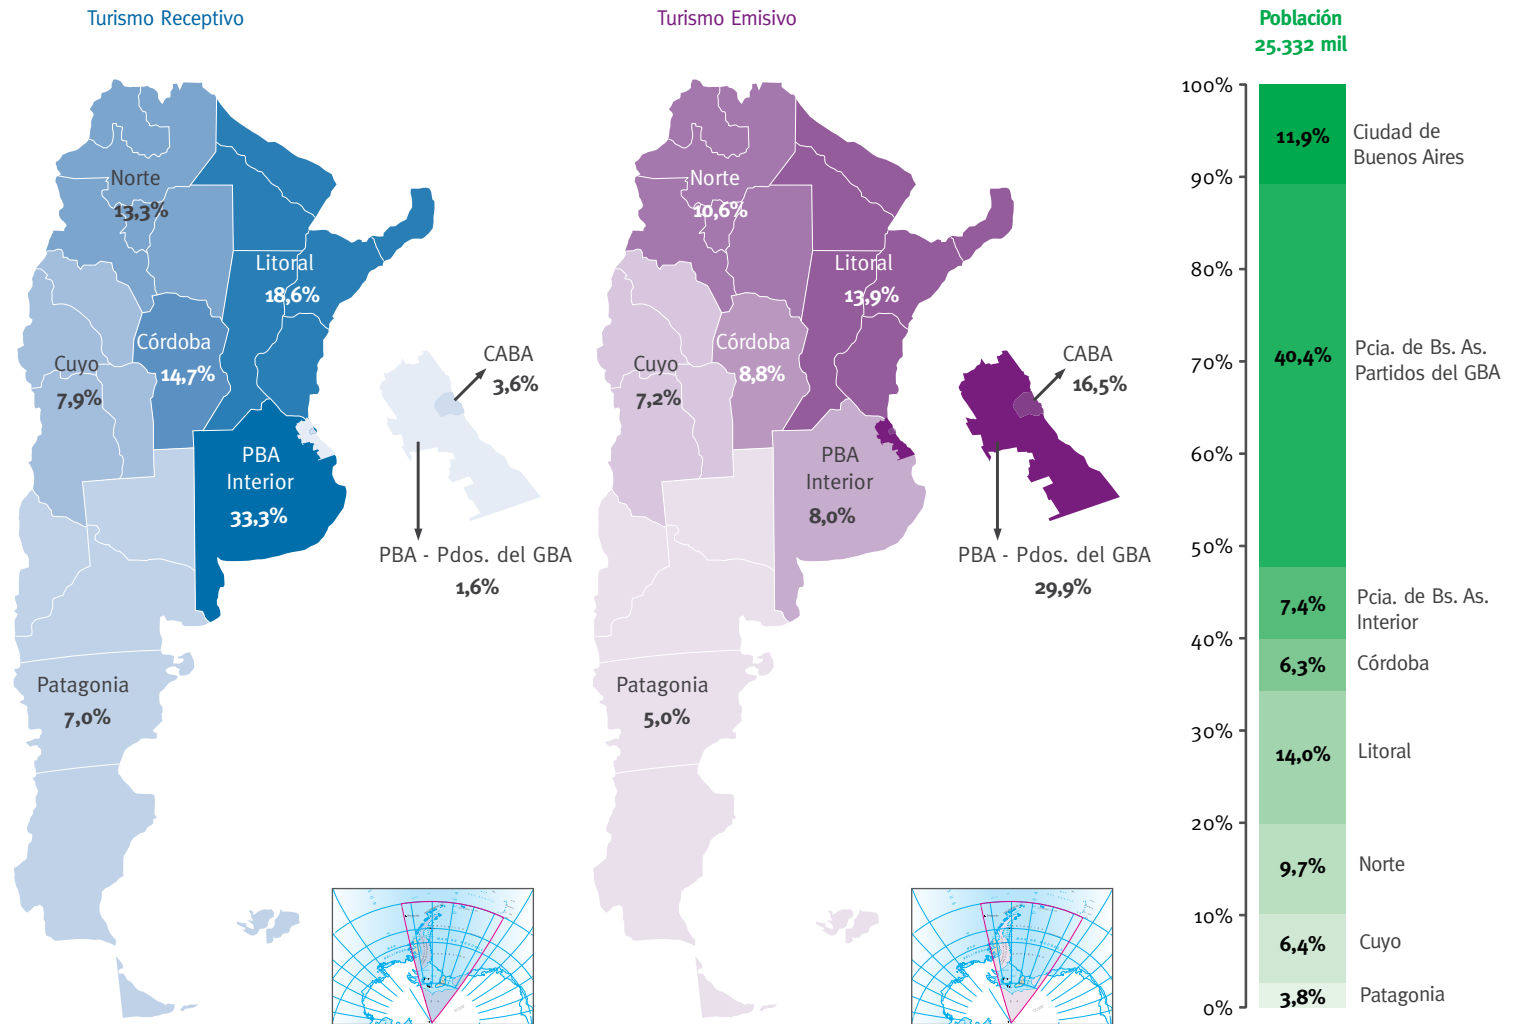 Turismo Receptivo
Norte
13,3%
Litoral
18,6%
Córdoba
14,7%
Cuyo
7,9%
CABA
3,6%
PBA
Interior
33,3%
PBA - Pdos. del GBA
1,6%
Patagonia
7,0%
Turismo Emisivo
Norte
10,6%
Litoral
13,9%
Córdoba
8,8%
Cuyo
7,2%
CABA
16,5%
PBA
Interior
8,0%
PBA - Pdos. del GBA
29,9%
Patagonia
5,0%
Población
25.332 mil
100%
90%
80%
70%
60%
50%
40%
30%
20%
10%
0%
11,9%
Ciudad de
Buenos Aires
40,4%
Pcia. de Bs. As.
Partidos del GBA
7,4%
Pcia. de Bs. As.
Interior
6,3%
Córdoba
14,0%
Litoral
9,7%
Norte
6,4%
Cuyo
3,8%
Patagonia